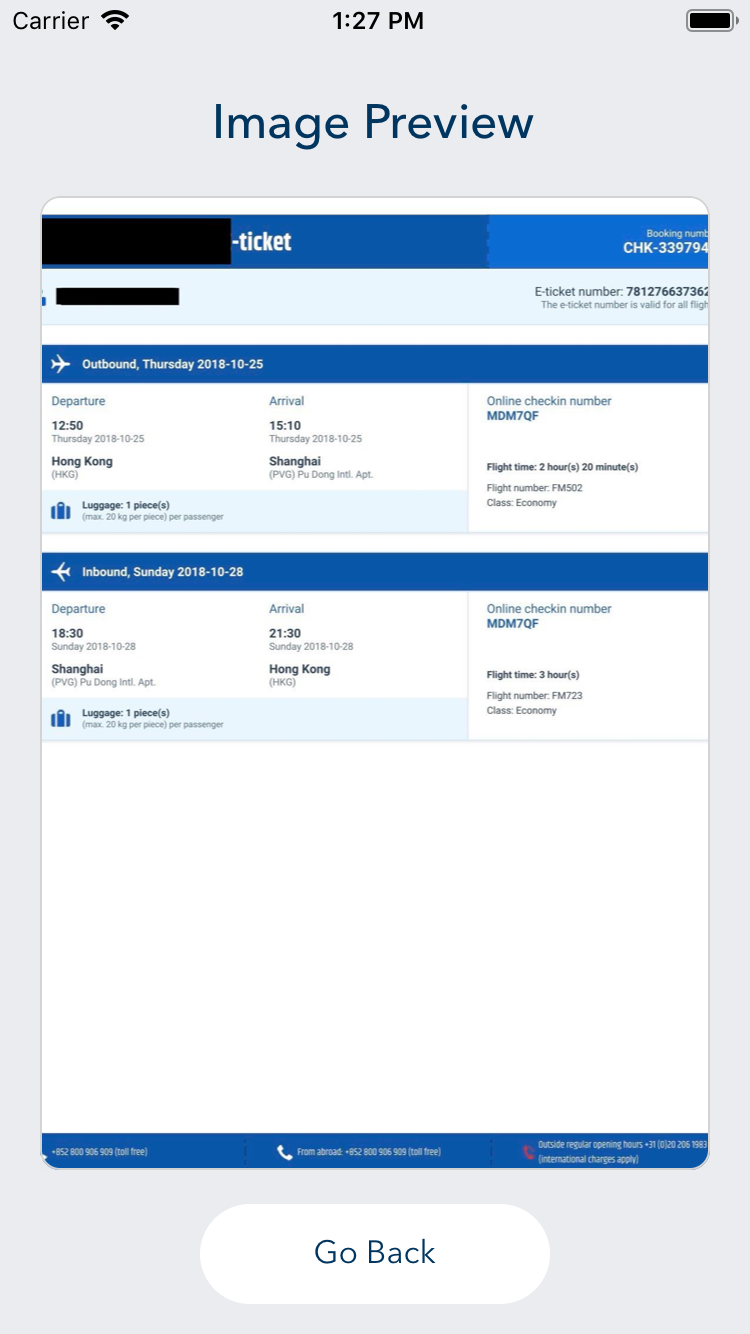 Carrier 1:27 PM
Image Preview
-ticket
Booking numb
CHK-339794
E-ticket number: 781276637362
The e-ticket number is valid for all fligh
Outbound, Thursday 2018-10-25
Departure Arrival Online checkin number
MDM7QF
12:50 15:10
Thursday 2018-10-25 Thursday 2018-10-25
Hong Kong Shanghai Flight time: 2 hour(s) 20 minute(s)
(HKG) (PVG) Pu Dong Intl. Apt.
Flight number: FM502
Luggage: 1 piece(s) Class: Economy
(max. 20 kg per piece) per passenger
Inbound, Sunday 2018-10-28
Departure Arrival Online checkin number
MDM7QF
18:30 21:30
Sunday 2018-10-28 Sunday 2018-10-28
Shanghai Hong Kong Flight time: 3 hour(s)
(PVG) Pu Dong Intl. Apt. (HKG)
Flight number: FM723
Luggage: 1 piece(s) Class: Economy
(max. 20 kg per piece) per passenger
+852 800 906 909 (toll free) From abroad: +852 800 906 909 (toll free) Outside regular opening hours +31 (0)20 206 1983
(international charges apply)
Go Back